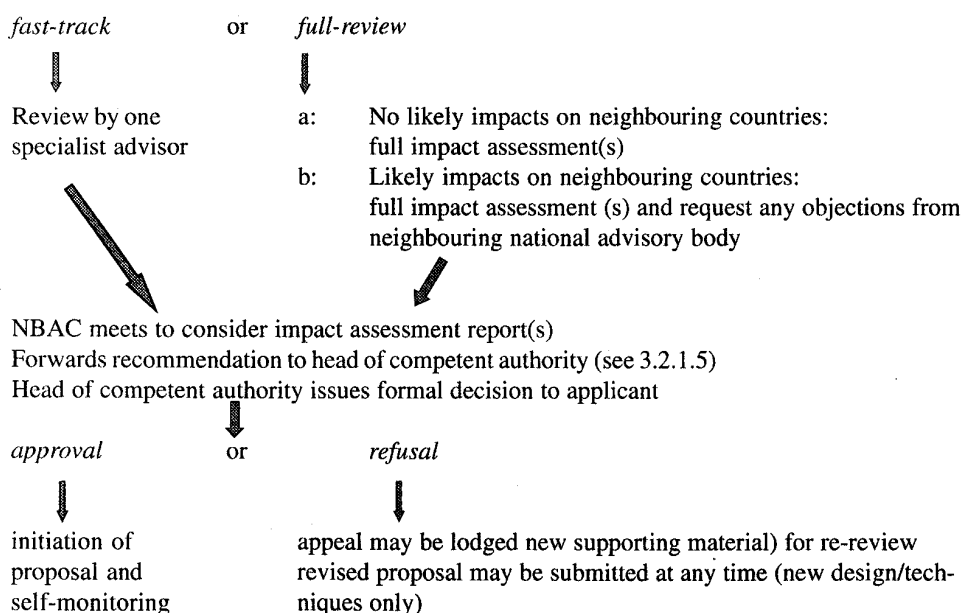 fast-track or full-review
Review by one
specialist advisor
a: No likely impacts on neighbouring countries:
full impact assessment(s)
b: Likely impacts on neighbouring countries:
full impact assessment (s) and request any objections from
neighbouring national advisory body
NBAC meets to consider impact assessment report(s)
Forwards recommendation to head of competent authority (see 3.2.1.5)
Head of competent authority issues formal decision to applicant
approval or refusal
initiation of
proposal and
self-monitoring
appeal may be lodged new supporting material) for re-review
revised proposal may be submitted at any time (new design/tech-
niques only)